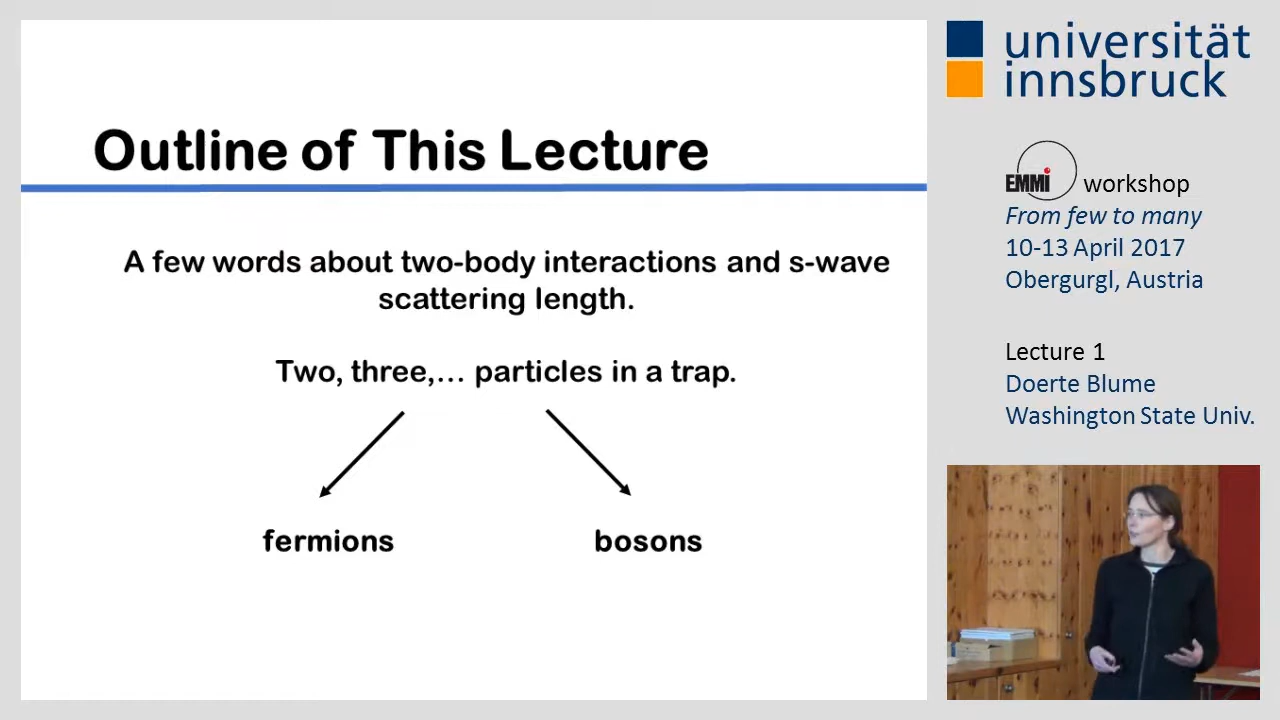 Outline of This Lecture
A few words about two-body interactions and s-wave
scattering length.
Two, three,... particles in a trap.
fermions
bosons
universität
innsbruck
EMMI workshop
From few to many
10-13 April 2017
Obergurgl, Austria
Lecture 1
Doerte Blume
Washington State Univ.